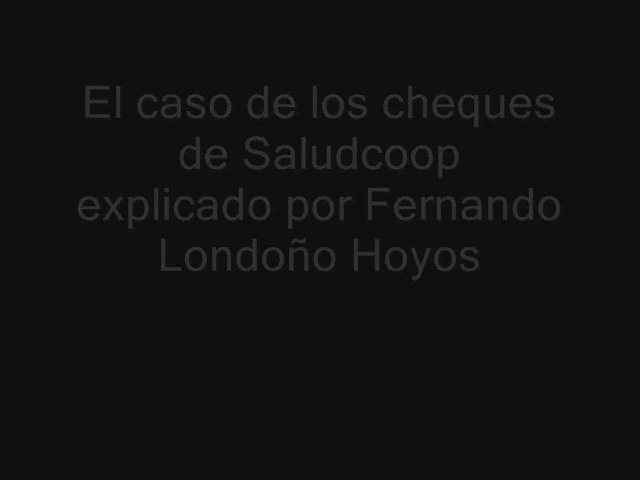 El caso de los cheques
de Saludcoop
explicado por Fernando
Londoño Hoyos